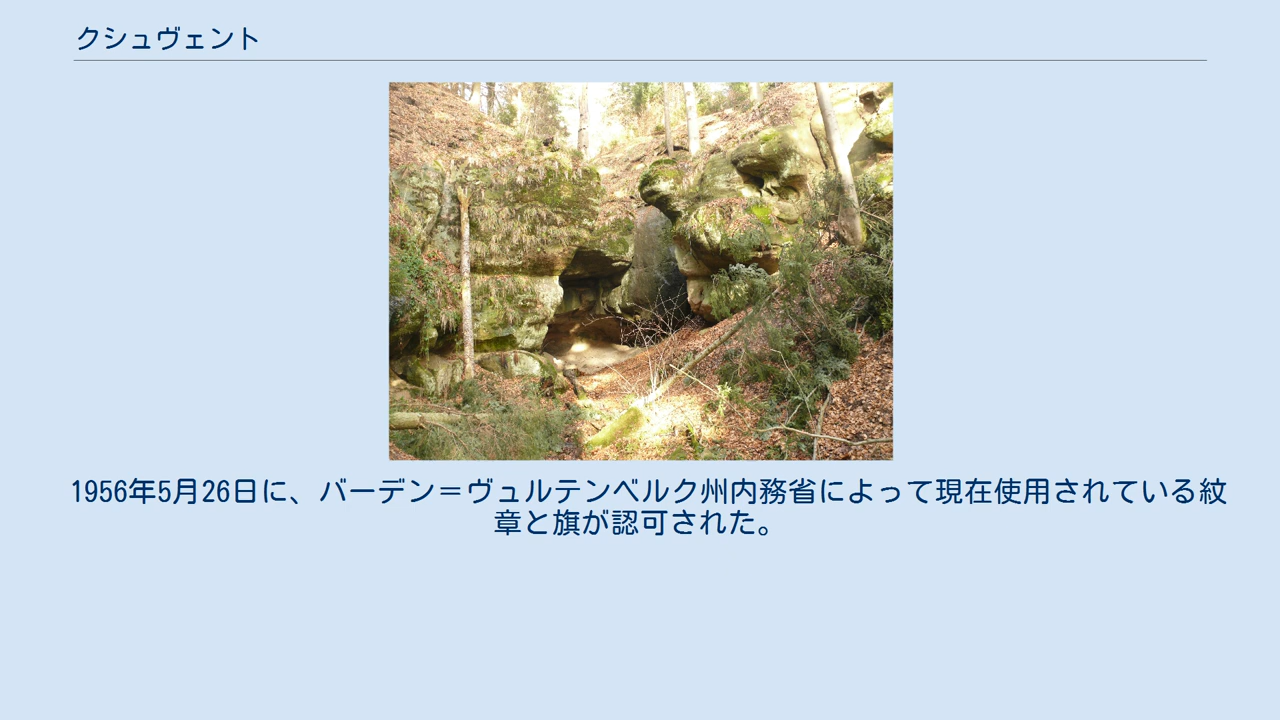 クシュヴェント
1956年5月26日に、バーデン＝ヴュルテンベルク州内務省によって現在使用されている紋
章と旗が認可された。